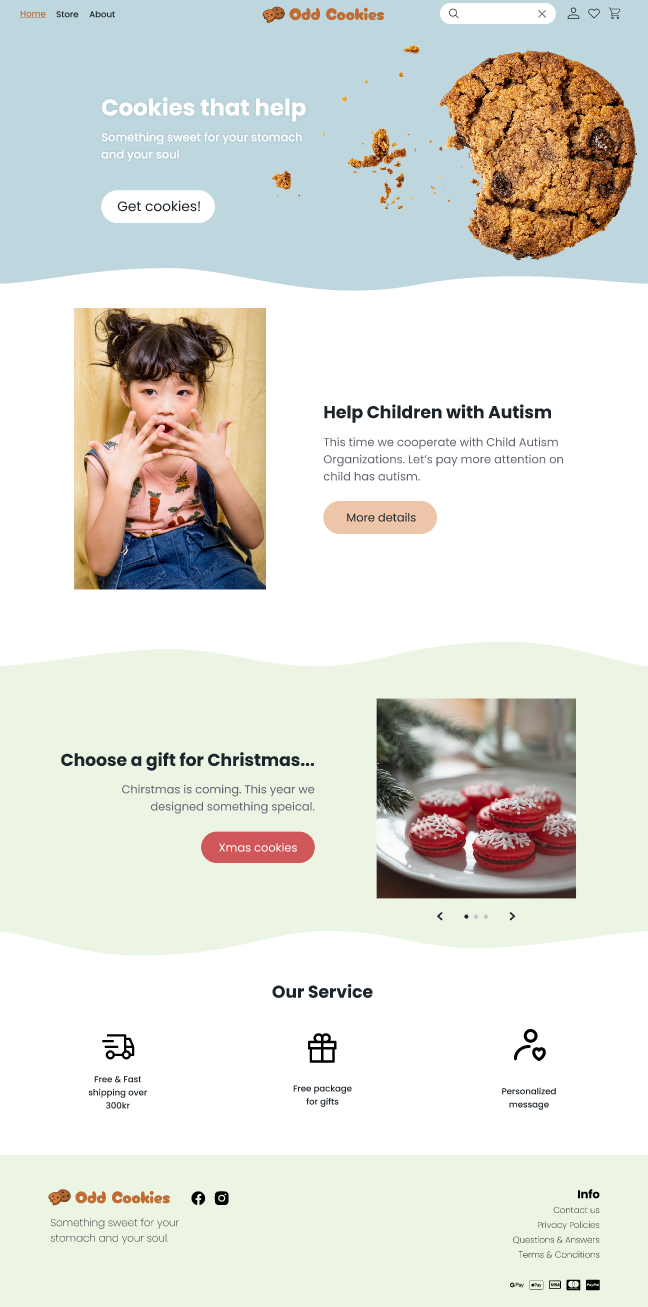 Home Store About
Odd Cookies
Cookies that help
Something sweet for your stomach
and your soul
Get cookies!
Help Children with Autism
This time we cooperate with Child Autism
Organizations. Let's pay more attention on
child has autism.
More details
Choose a gift for Christmas...
Chirstmas is coming. This year we
designed something speical.
Xmas cookies
Our Service
Free & Fast
shipping over
300kr
Free package
for gifts
Personalized
message
Odd Cookies
Something sweet for your
stomach and your soul.
Info
Contact us
Privacy Policies
Questions & Answers
Terms & Conditions
G Pay Pay VISA PayPal